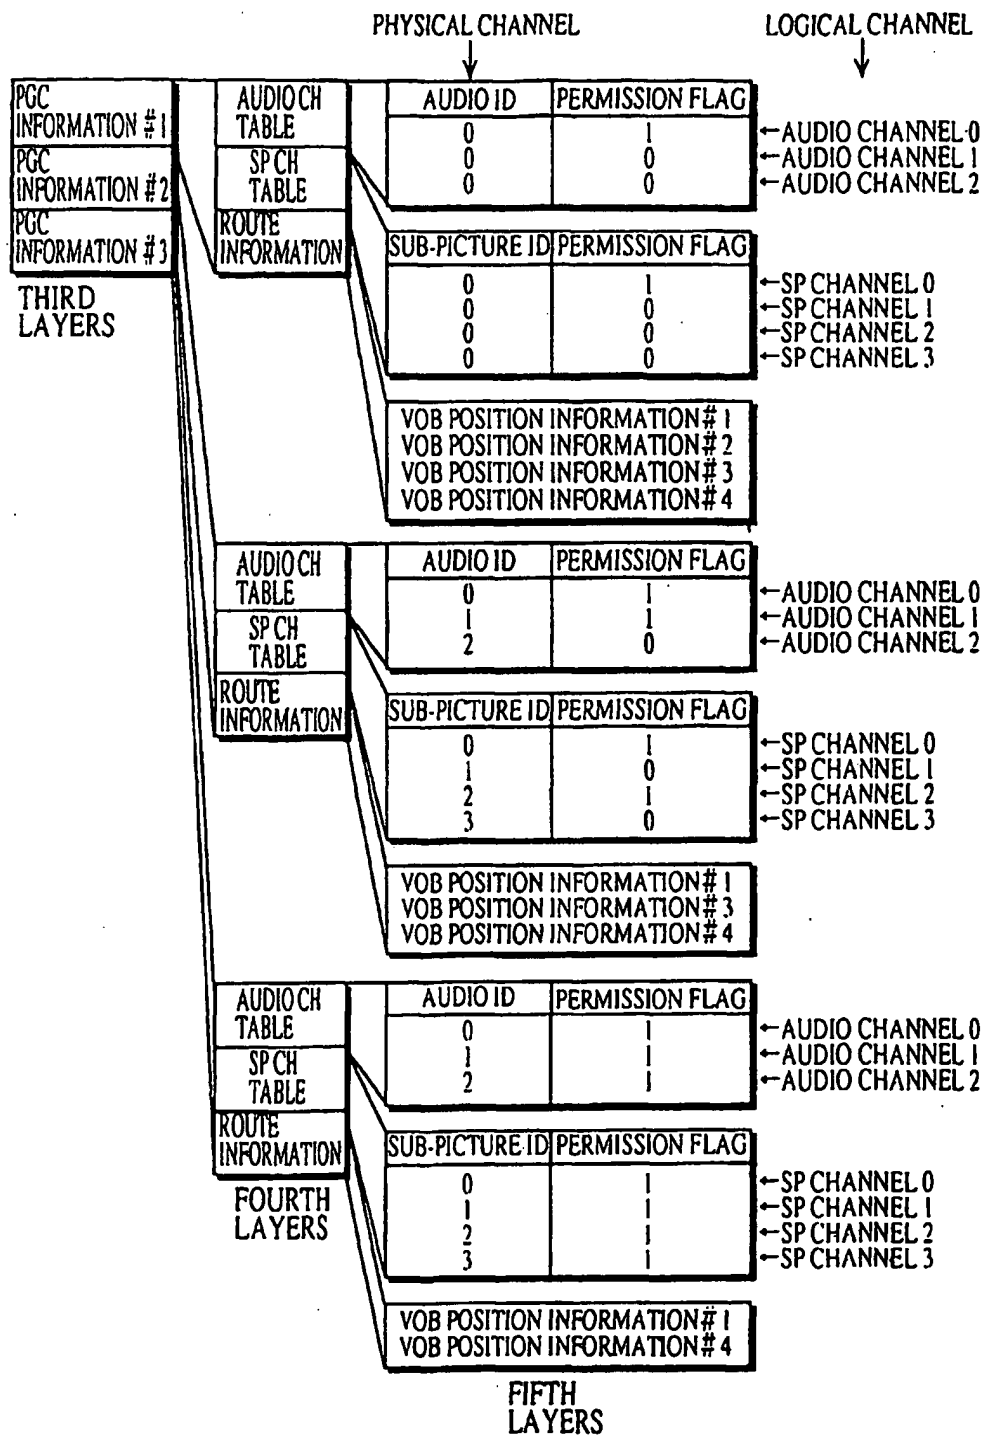 PHYSICAL CHANNEL
LOGICAL CHANNEL
PGC
INFORMATION #1
PGC
INFORMATION #2
PGC
INFORMATION #3
THIRD
LAYERS
AUDIO CH
TABLE
SP CH
TABLE
ROUTE
INFORMATION
AUDIO ID PERMISSION FLAG
0 1 ←AUDIO CHANNEL 0
0 0 ←AUDIO CHANNEL 1
0 0 ←AUDIO CHANNEL 2
SUB-PICTURE ID PERMISSION FLAG
0 1 ←SP CHANNEL 0
0 0 ←SP CHANNEL 1
0 0 ←SP CHANNEL 2
0 0 ←SP CHANNEL 3
VOB POSITION INFORMATION #1
VOB POSITION INFORMATION #2
VOB POSITION INFORMATION #3
VOB POSITION INFORMATION #4
AUDIO CH
TABLE
SP CH
TABLE
ROUTE
INFORMATION
AUDIO ID PERMISSION FLAG
0 1 ←AUDIO CHANNEL 0
1 1 ←AUDIO CHANNEL 1
2 0 ←AUDIO CHANNEL 2
SUB-PICTURE ID PERMISSION FLAG
0 1 ←SP CHANNEL 0
1 0 ←SP CHANNEL 1
2 1 ←SP CHANNEL 2
3 0 ←SP CHANNEL 3
VOB POSITION INFORMATION #1
VOB POSITION INFORMATION #3
VOB POSITION INFORMATION #4
AUDIO CH
TABLE
SP CH
TABLE
ROUTE
INFORMATION
FOURTH
LAYERS
AUDIO ID PERMISSION FLAG
0 1 ←AUDIO CHANNEL 0
1 1 ←AUDIO CHANNEL 1
2 1 ←AUDIO CHANNEL 2
SUB-PICTURE ID PERMISSION FLAG
0 1 ←SP CHANNEL 0
1 1 ←SP CHANNEL 1
2 1 ←SP CHANNEL 2
3 1 ←SP CHANNEL 3
VOB POSITION INFORMATION #1
VOB POSITION INFORMATION #4
FIFTH
LAYERS